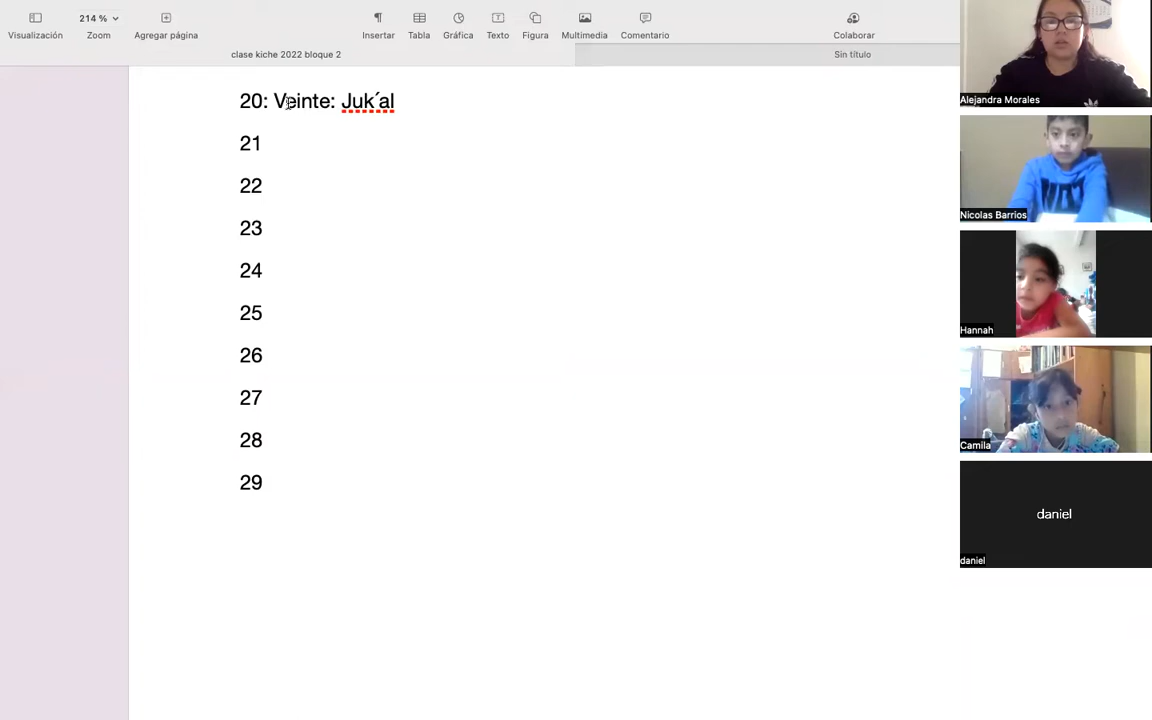 214 %
Visualización Zoom Agregar página Insertar Tabla Gráfica Texto Figura Multimedia Comentario Colaborar
clase kiche 2022 bloque 2 Sin título
20: Veinte: Juk´al
21
22
23
24
25
26
27
28
29
Alejandra Morales
Nicolas Barrios
Hannah
Camila
daniel
daniel